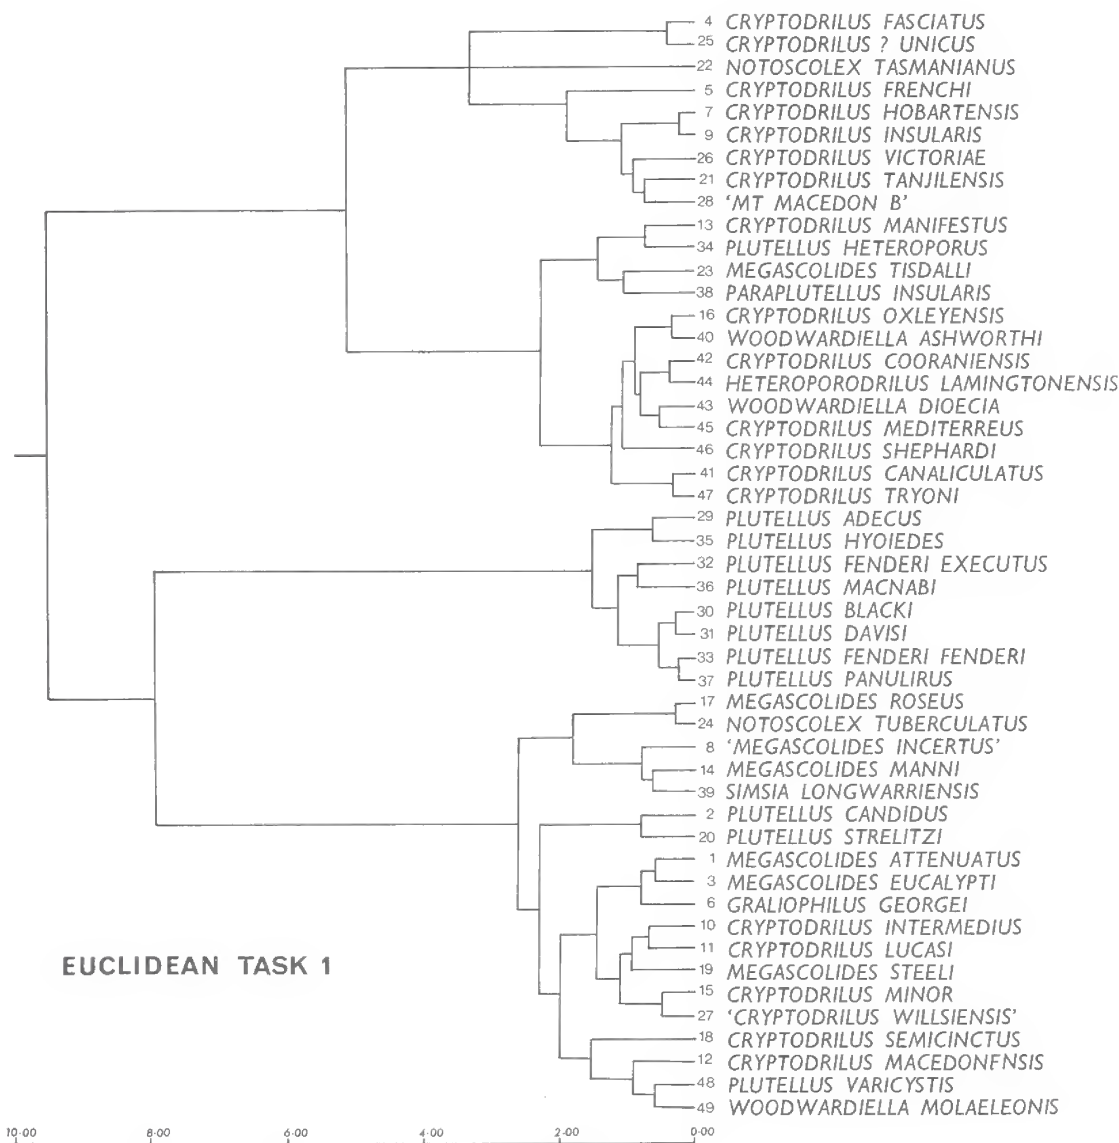 4 CRYPTODRILUS FASCIATUS
25 CRYPTODRILUS ? UNICUS
22 NOTOSCOLEX TASMANIANUS
5 CRYPTODRILUS FRENCHI
7 CRYPTODRILUS HOBARTENSIS
9 CRYPTODRILUS INSULARIS
26 CRYPTODRILUS VICTORIAE
21 CRYPTODRILUS TANJILENSIS
28 'MT MACEDON B'
13 CRYPTODRILUS MANIFESTUS
34 PLUTELLUS HETEROPORUS
23 MEGASCOLIDES TISDALLI
38 PARAPLUTELLUS INSULARIS
16 CRYPTODRILUS OXLEYENSIS
40 WOODWARDIELLA ASHWORTHI
42 CRYPTODRILUS COORANIENSIS
44 HETEROPORODRILUS LAMINGTONENSIS
43 WOODWARDIELLA DIOECIA
45 CRYPTODRILUS MEDITERREUS
46 CRYPTODRILUS SHEPHARDI
41 CRYPTODRILUS CANALICULATUS
47 CRYPTODRILUS TRYONI
29 PLUTELLUS ADECUS
35 PLUTELLUS HYOIEDES
32 PLUTELLUS FENDERI EXECUTUS
36 PLUTELLUS MACNABI
30 PLUTELLUS BLACKI
31 PLUTELLUS DAVISI
33 PLUTELLUS FENDERI FENDERI
37 PLUTELLUS PANULIRUS
17 MEGASCOLIDES ROSEUS
24 NOTOSCOLEX TUBERCULATUS
8 'MEGASCOLIDES INCERTUS'
14 MEGASCOLIDES MANNI
39 SIMSIA LONGWARRIENSIS
2 PLUTELLUS CANDIDUS
20 PLUTELLUS STRELITZI
1 MEGASCOLIDES ATTENUATUS
3 MEGASCOLIDES EUCALYPTI
6 GRALIOPHILUS GEORGEI
10 CRYPTODRILUS INTERMEDIUS
11 CRYPTODRILUS LUCASI
19 MEGASCOLIDES STEELI
15 CRYPTODRILUS MINOR
27 'CRYPTODRILUS WILLSIENSIS'
18 CRYPTODRILUS SEMICINCTUS
12 CRYPTODRILUS MACEDONFNSIS
48 PLUTELLUS VARICYSTIS
49 WOODWARDIELLA MOLAELEONIS
EUCLIDEAN TASK 1
10·00 8·00 6·00 4·00 2·00 0·00